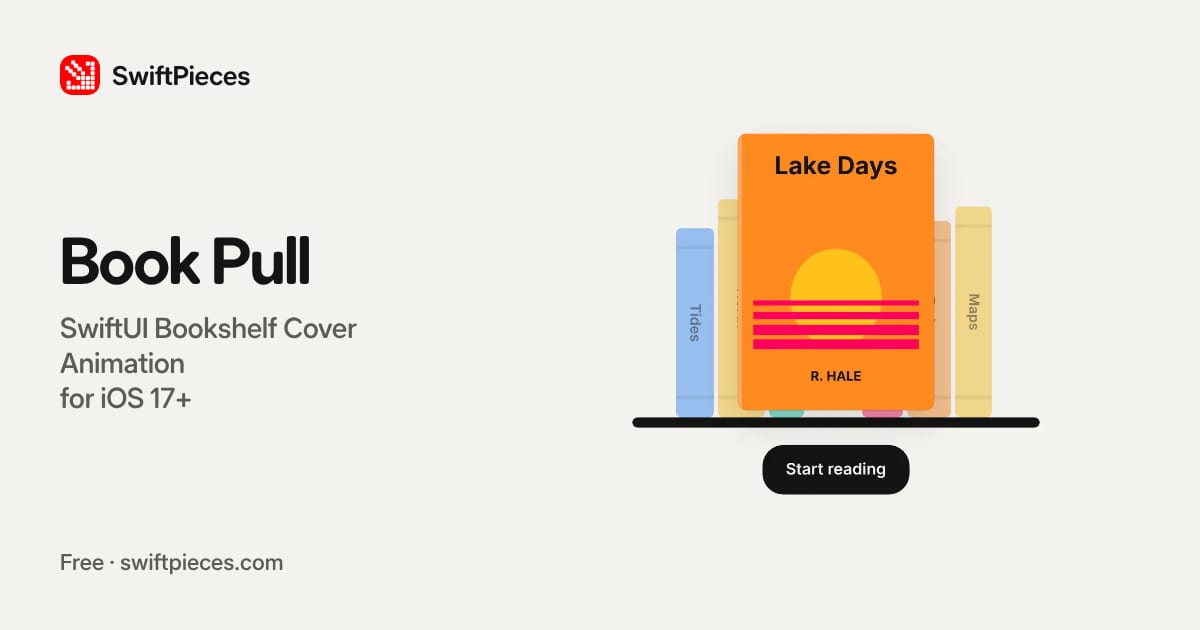 SwiftPieces
Book Pull
SwiftUI Bookshelf Cover
Animation
for iOS 17+
Free · swiftpieces.com
Lake Days
R. HALE
Tides
Maps
Start reading